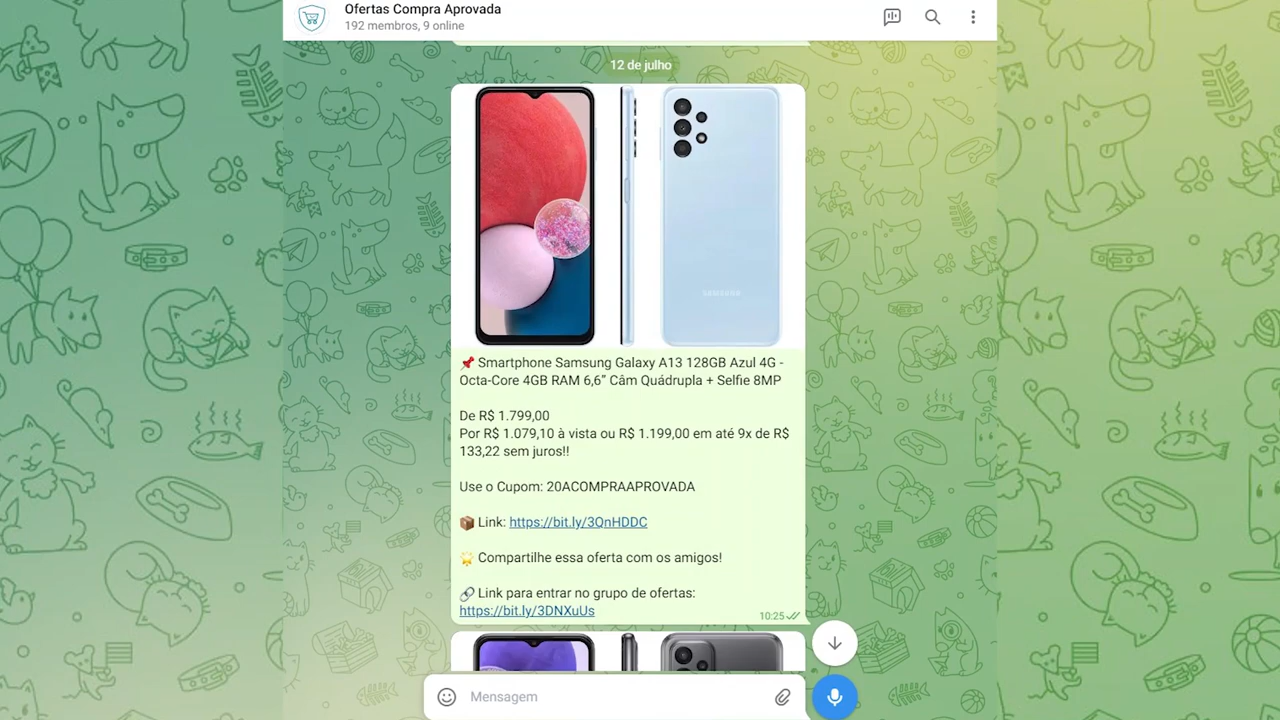 Ofertas Compra Aprovada
192 membros, 9 online
12 de julho
SAMSUNG
📌 Smartphone Samsung Galaxy A13 128GB Azul 4G -
Octa-Core 4GB RAM 6,6” Câm Quádrupla + Selfie 8MP
De R$ 1.799,00
Por R$ 1.079,10 à vista ou R$ 1.199,00 em até 9x de R$
133,22 sem juros!!
Use o Cupom: 20ACOMPRAAPROVADA
📦 Link: https://bit.ly/3QnHDDC
🌟 Compartilhe essa oferta com os amigos!
🔗 Link para entrar no grupo de ofertas:
https://bit.ly/3DNXuUs
10:25
Mensagem